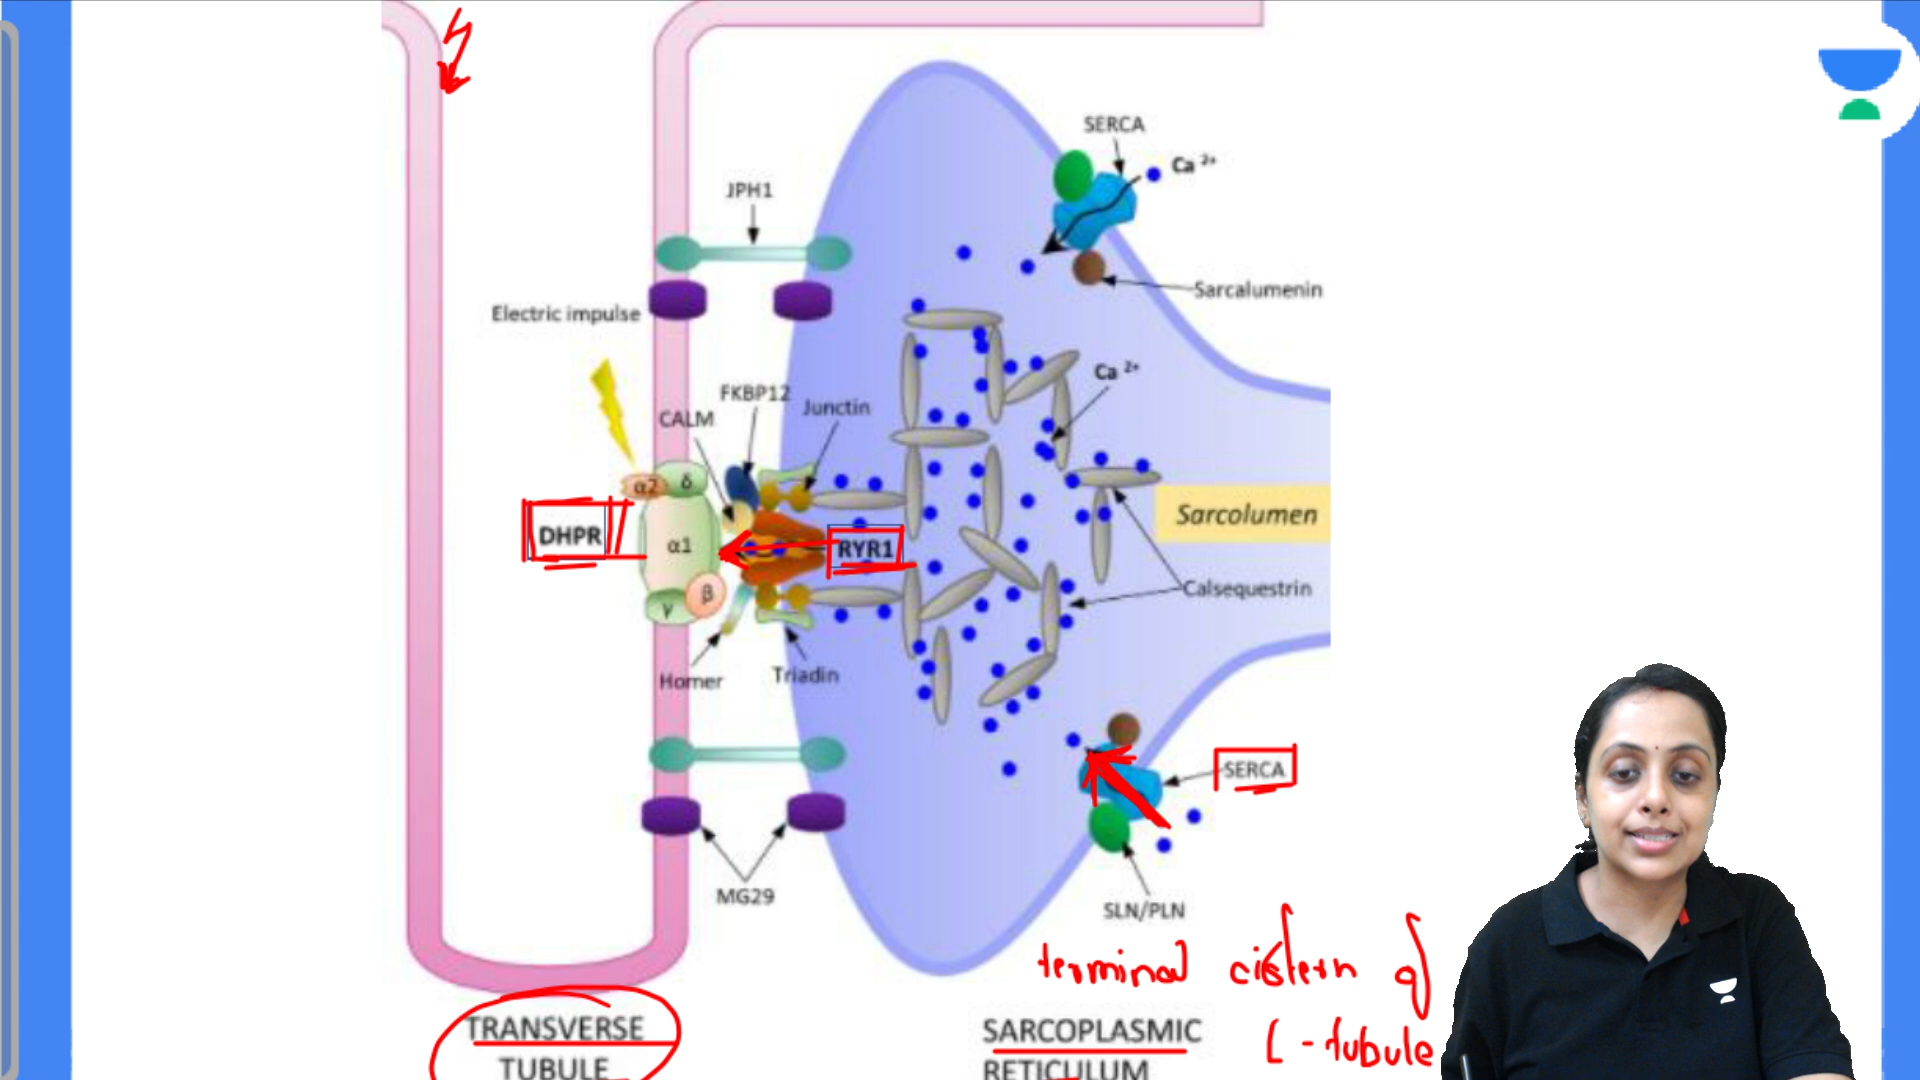 SERCA
Ca 2+
JPH1
Sarcalumenin
Electric impulse
Ca 2+
FKBP12
Junctin
CALM
α2
δ
DHPR
α1
RYR1
Sarcolumen
β
γ
Calsequestrin
Homer
Triadin
SERCA
MG29
SLN/PLN
terminal cistern of
L-tubule
TRANSVERSE
TUBULE
SARCOPLASMIC
RETICULUM